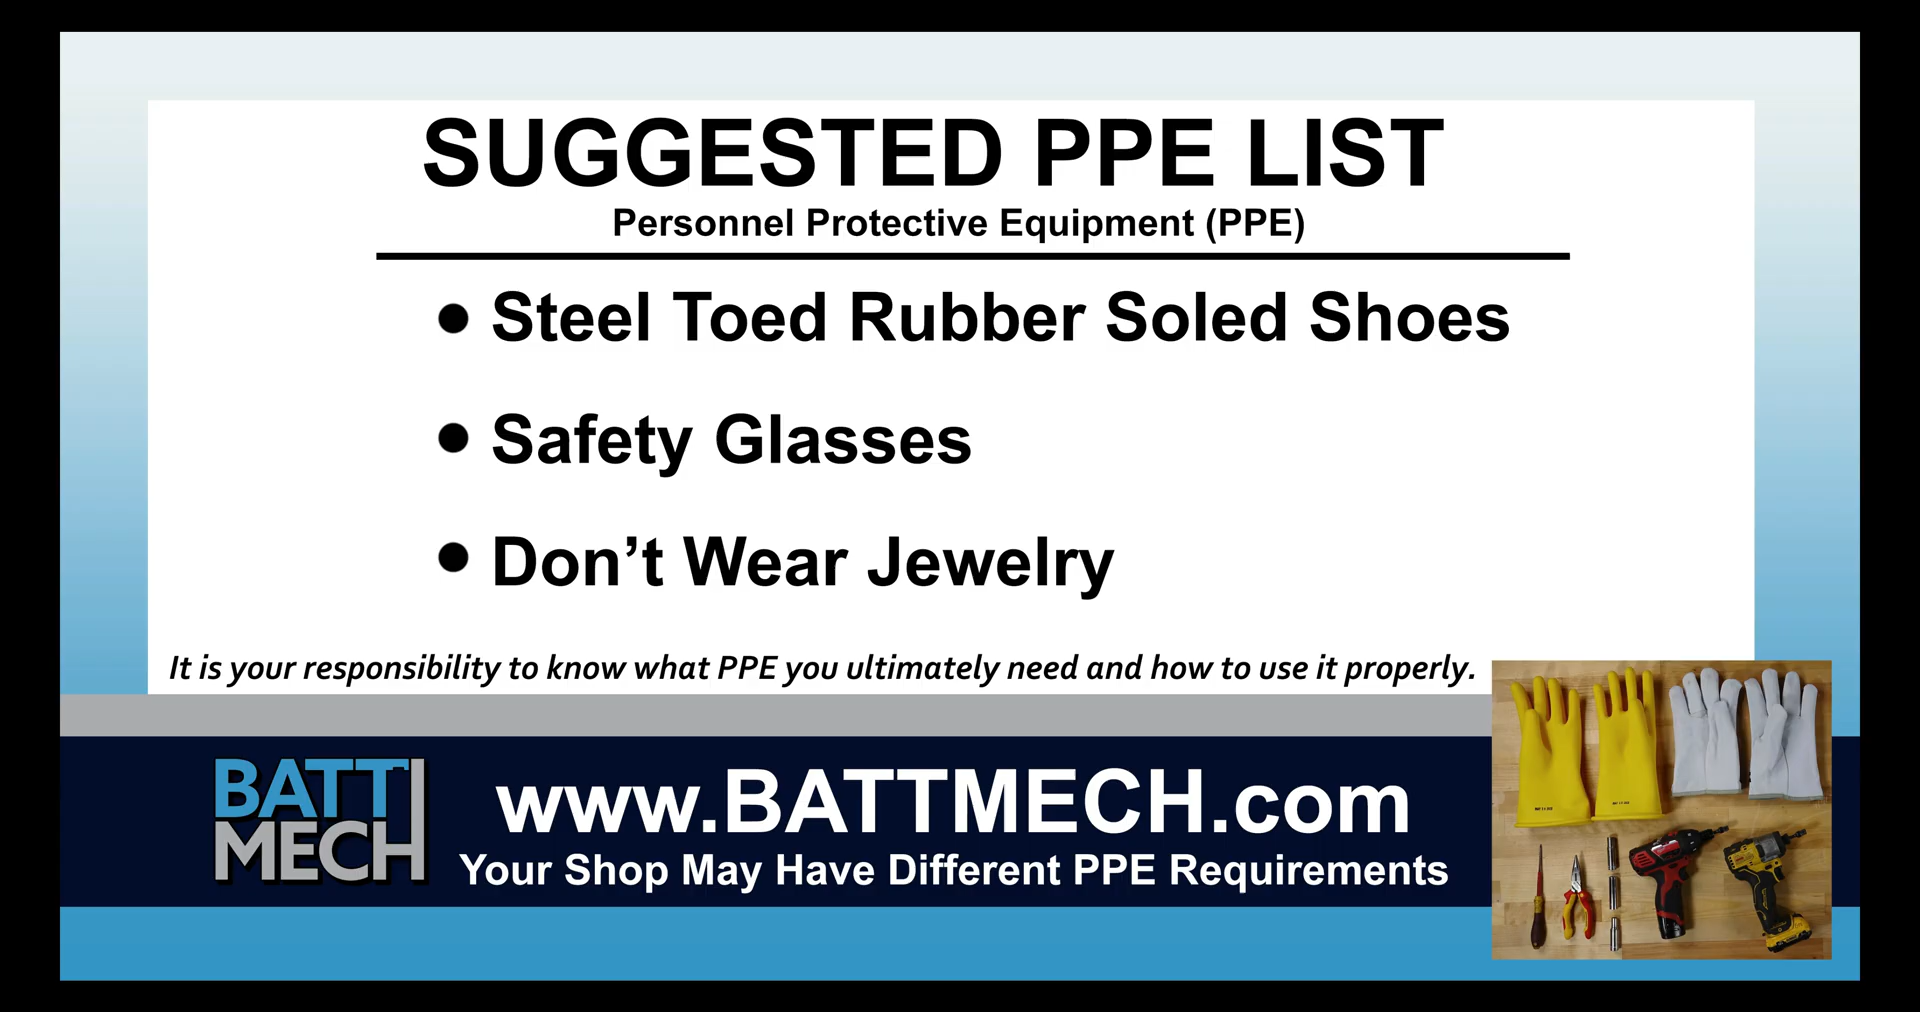 SUGGESTED PPE LIST
Personnel Protective Equipment (PPE)
● Steel Toed Rubber Soled Shoes
● Safety Glasses
● Don’t Wear Jewelry
It is your responsibility to know what PPE you ultimately need and how to use it properly.
BATT
MECH
www.BATTMECH.com
Your Shop May Have Different PPE Requirements